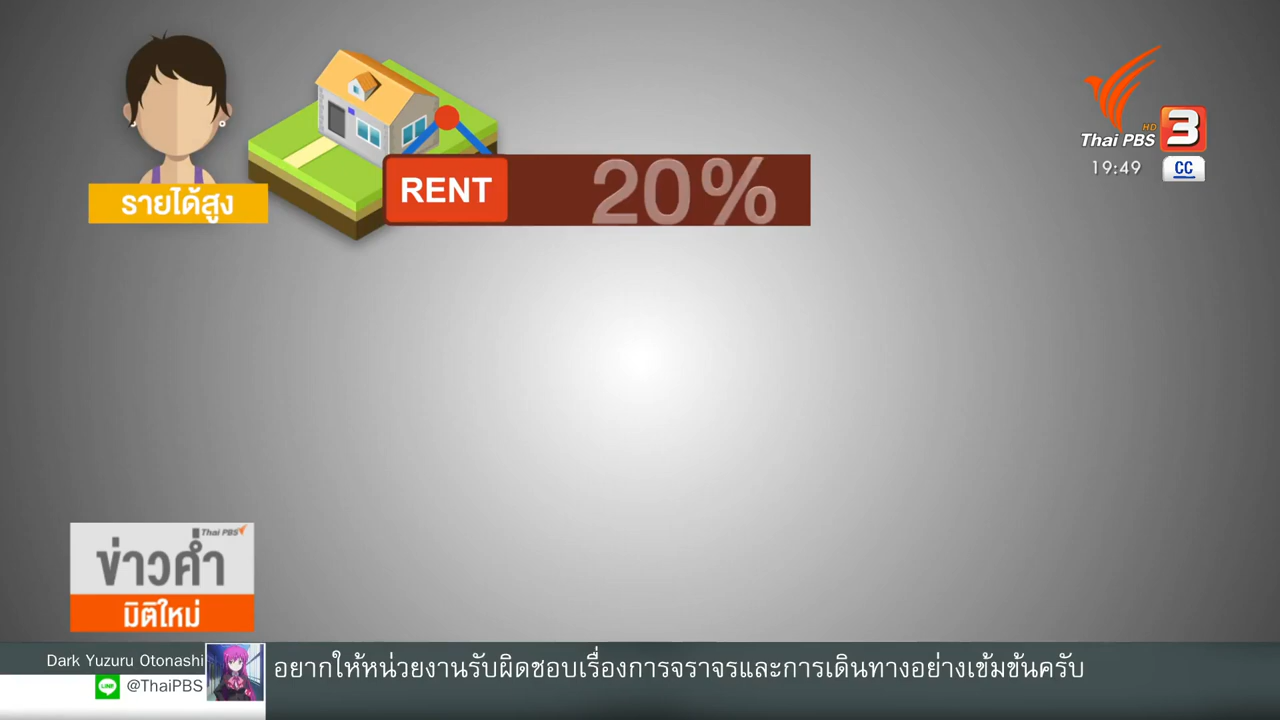 รายได้สูง
RENT
20%
HD
Thai PBS
3
19:49
CC
Thai PBS
ข่าวค่ำ
มิติใหม่
Dark Yuzuru Otonashi
LINE
@ThaiPBS
อยากให้หน่วยงานรับผิดชอบเรื่องการจราจรและการเดินทางอย่างเข้มข้นครับ